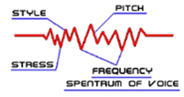 STYLE
PITCH
STRESS
FREQUENCY
SPENTRUM OF VOICE